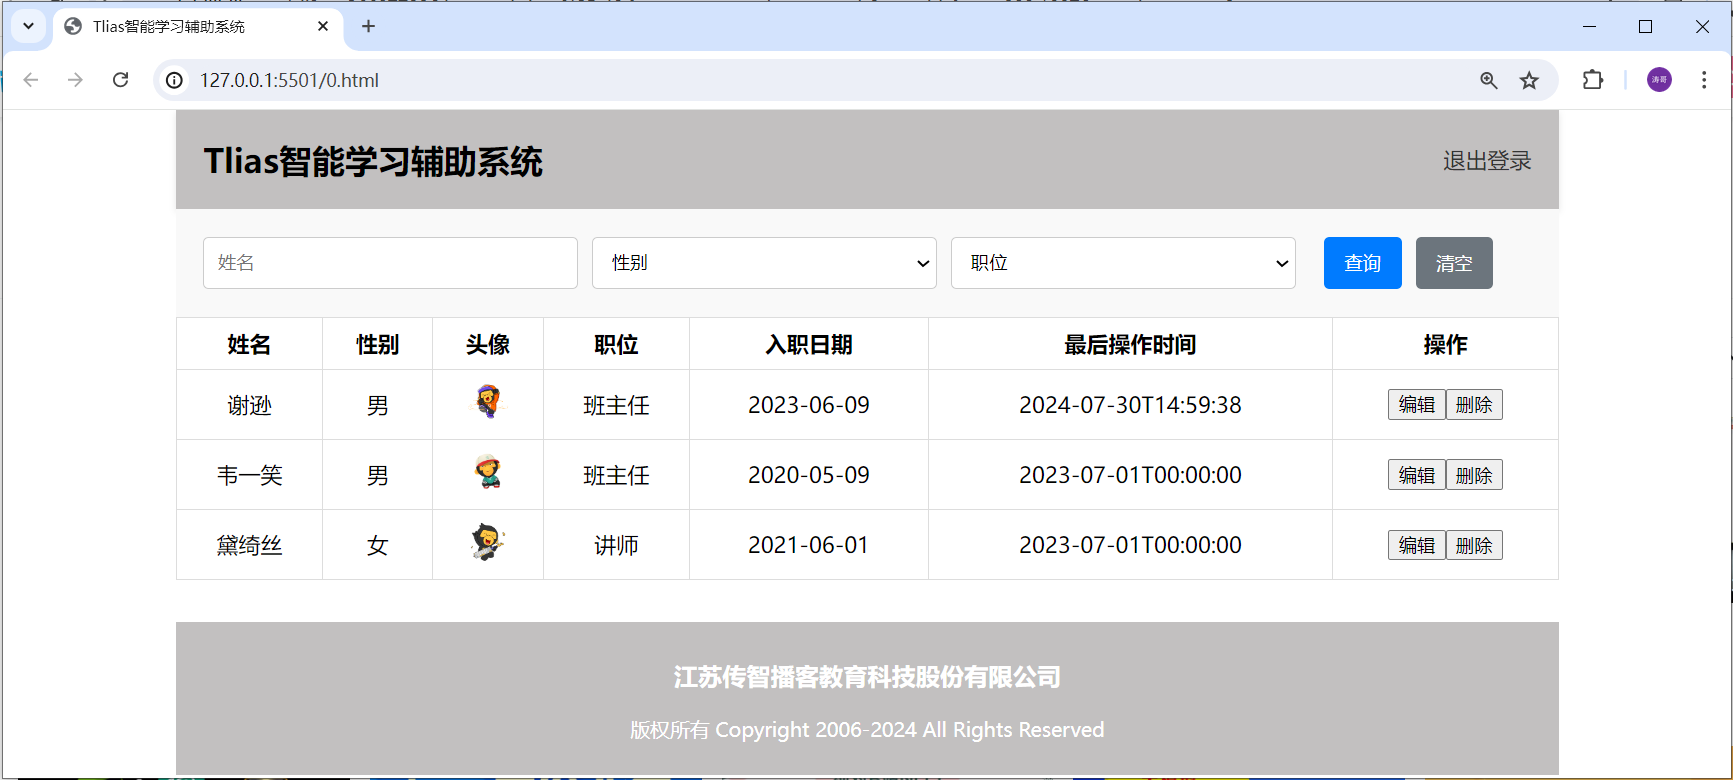 Tlias智能学习辅助系统
127.0.0.1:5501/0.html
涛哥
Tlias智能学习辅助系统 退出登录
姓名 性别 职位 查询 清空
姓名 性别 头像 职位 入职日期 最后操作时间 操作
谢逊 男 班主任 2023-06-09 2024-07-30T14:59:38 编辑 删除
韦一笑 男 班主任 2020-05-09 2023-07-01T00:00:00 编辑 删除
黛绮丝 女 讲师 2021-06-01 2023-07-01T00:00:00 编辑 删除
江苏传智播客教育科技股份有限公司
版权所有 Copyright 2006-2024 All Rights Reserved